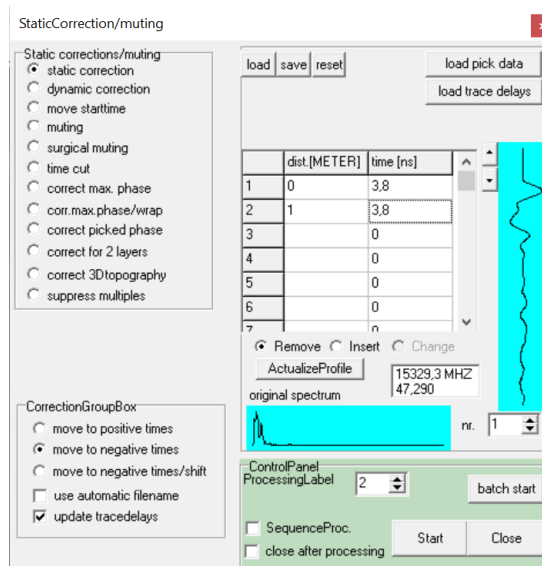 StaticCorrection/muting
Static corrections/muting
static correction
dynamic correction
move starttime
muting
surgical muting
time cut
correct max. phase
corr.max.phase/wrap
correct picked phase
correct for 2 layers
correct 3Dtopography
suppress multiples
load save reset
load pick data
load trace delays
dist.[METER] time [ns]
1 0 3,8
2 1 3,8
3 0
4 0
5 0
6 0
7 0
Remove Insert Change
ActualizeProfile
15329,3 MHZ
47,290
original spectrum
nr. 1
CorrectionGroupBox
move to positive times
move to negative times
move to negative times/shift
use automatic filename
update tracedelays
ControlPanel
ProcessingLabel 2
batch start
SequenceProc.
close after processing
Start
Close